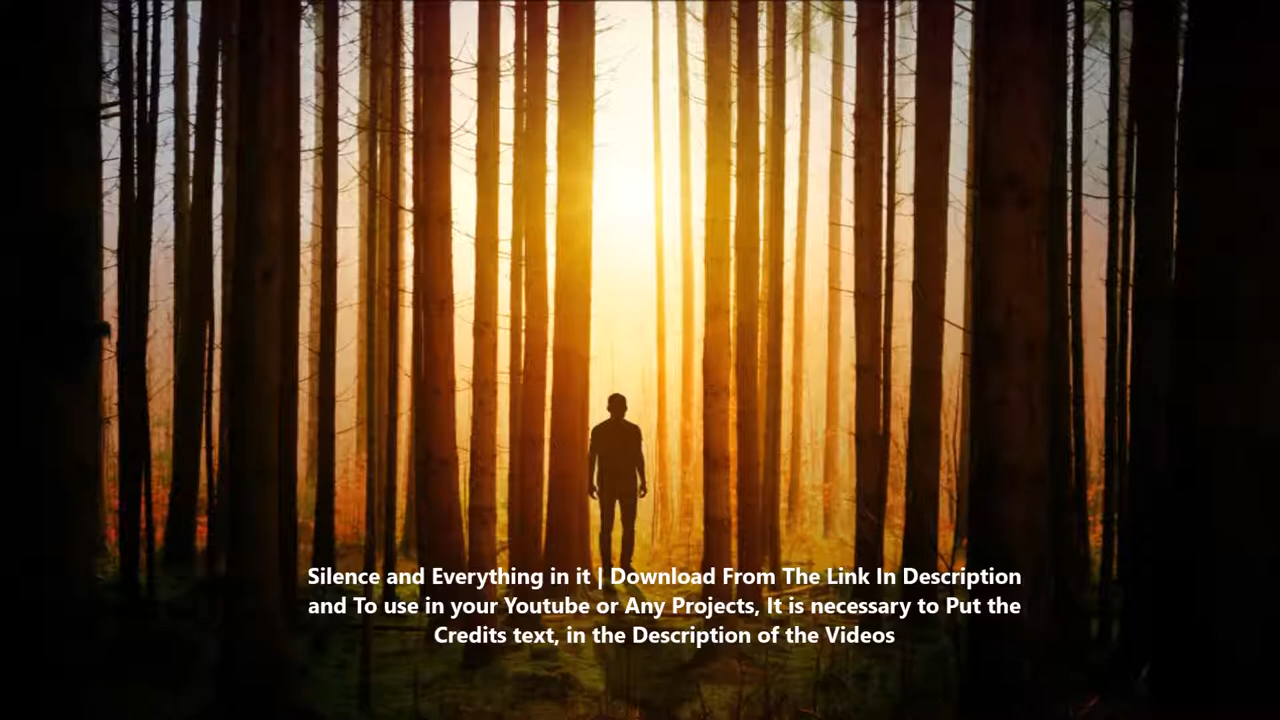 Silence and Everything in it | Download From The Link In Description
and To use in your Youtube or Any Projects, It is necessary to Put the
Credits text, in the Description of the Videos